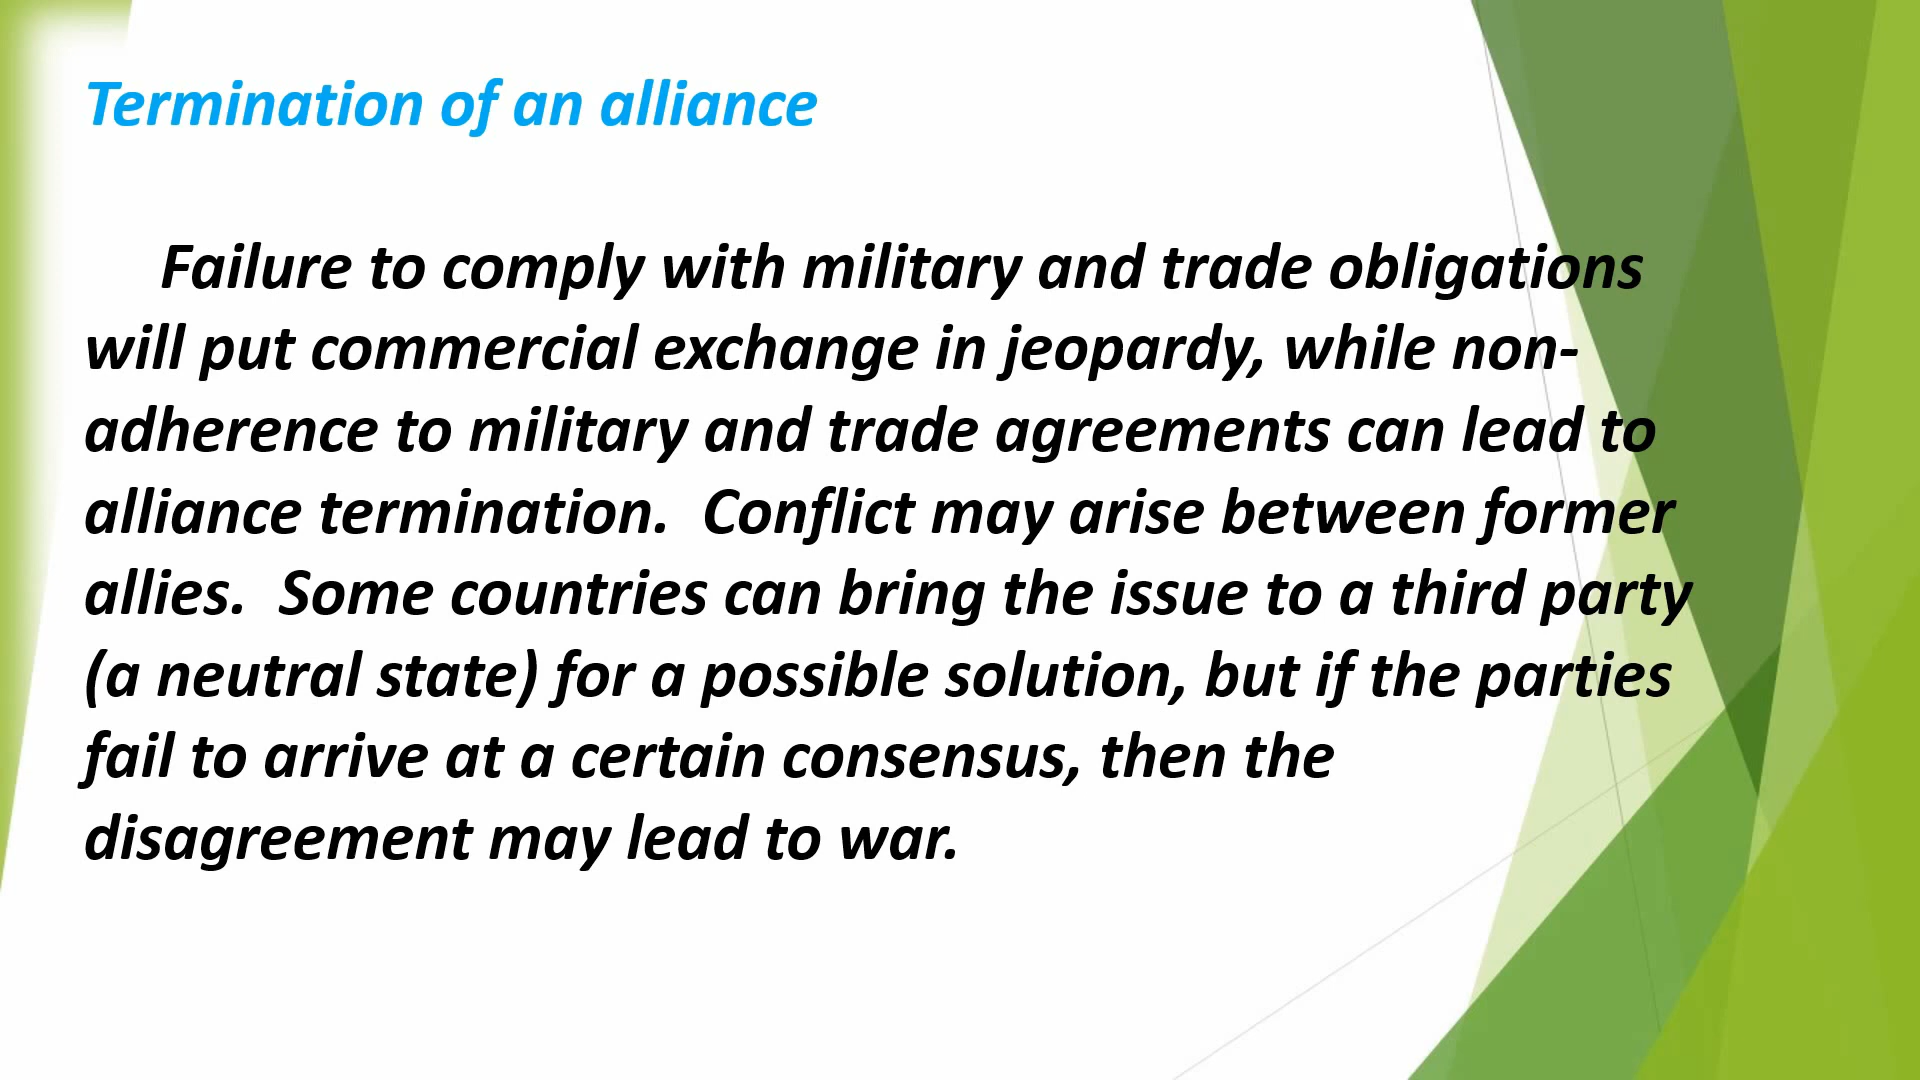 Termination of an alliance
Failure to comply with military and trade obligations
will put commercial exchange in jeopardy, while non-
adherence to military and trade agreements can lead to
alliance termination.  Conflict may arise between former
allies.  Some countries can bring the issue to a third party
(a neutral state) for a possible solution, but if the parties
fail to arrive at a certain consensus, then the
disagreement may lead to war.